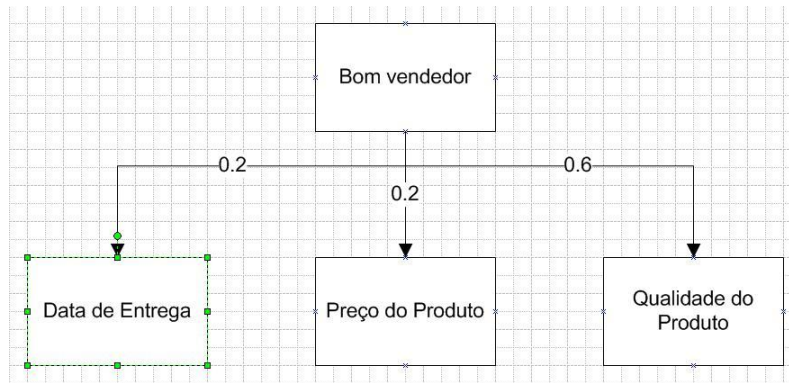 Bom vendedor
0.2
0.6
0.2
Data de Entrega
Preço do Produto
Qualidade do
Produto